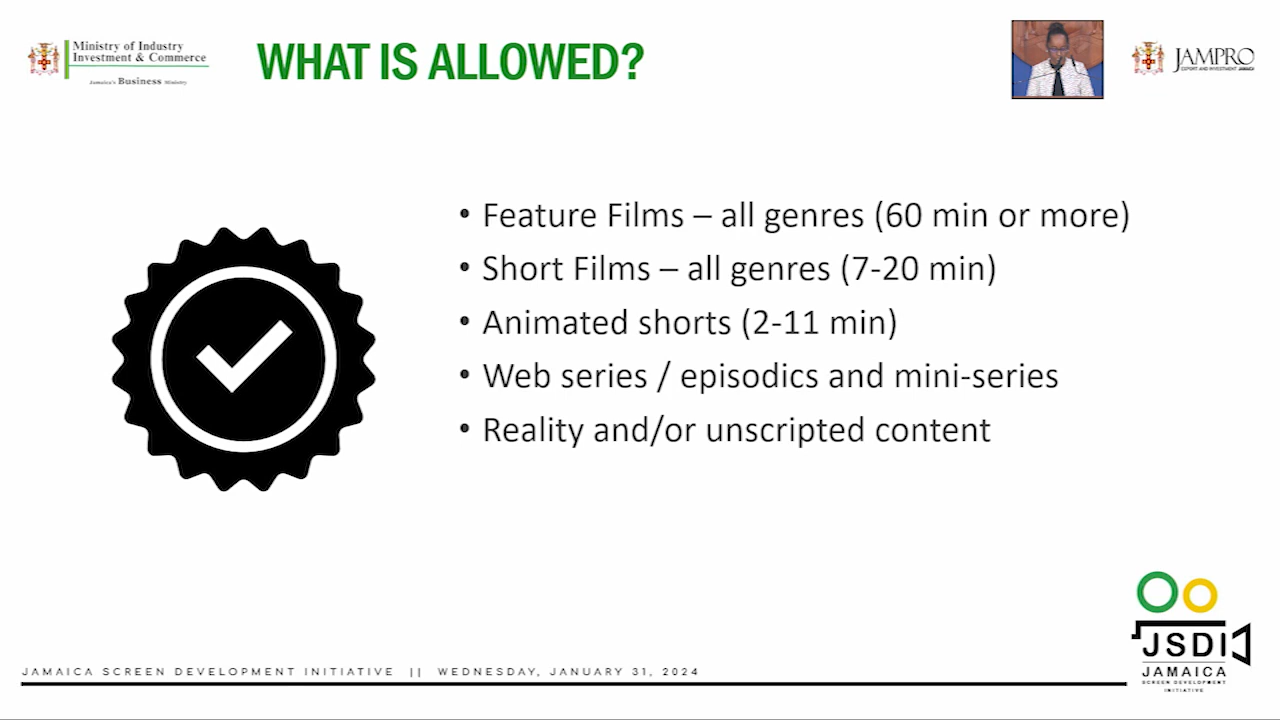 Ministry of Industry
Investment & Commerce
Jamaica's Business Ministry
WHAT IS ALLOWED?
JAMPRO
EXPORT AND INVESTMENT JAMAICA
• Feature Films – all genres (60 min or more)
• Short Films – all genres (7-20 min)
• Animated shorts (2-11 min)
• Web series / episodics and mini-series
• Reality and/or unscripted content
JAMAICA SCREEN DEVELOPMENT INITIATIVE || WEDNESDAY, JANUARY 31, 2024
JSDI
JAMAICA
SCREEN DEVELOPMENT
INITIATIVE